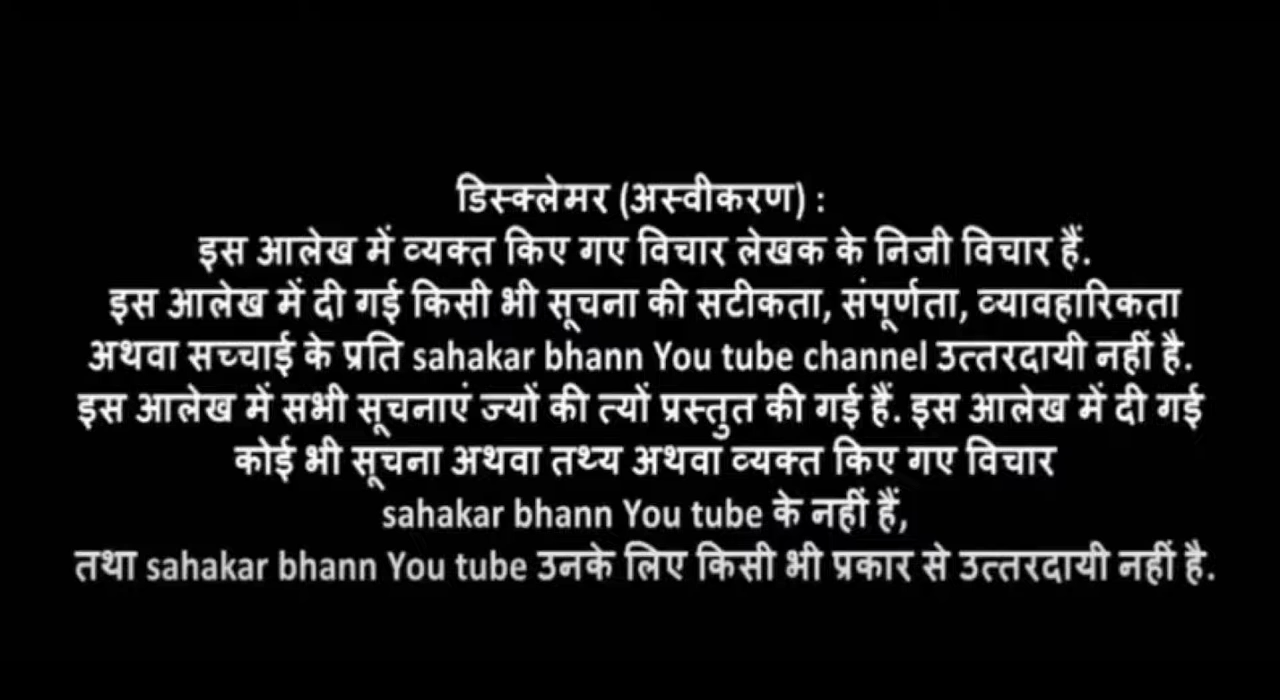 डिस्क्लेमर (अस्वीकरण) :
इस आलेख में व्यक्त किए गए विचार लेखक के निजी विचार हैं.
इस आलेख में दी गई किसी भी सूचना की सटीकता, संपूर्णता, व्यावहारिकता
अथवा सच्चाई के प्रति sahakar bhann You tube channel उत्तरदायी नहीं है.
इस आलेख में सभी सूचनाएं ज्यों की त्यों प्रस्तुत की गई हैं. इस आलेख में दी गई
कोई भी सूचना अथवा तथ्य अथवा व्यक्त किए गए विचार
sahakar bhann You tube के नहीं हैं,
तथा sahakar bhann You tube उनके लिए किसी भी प्रकार से उत्तरदायी नहीं है.